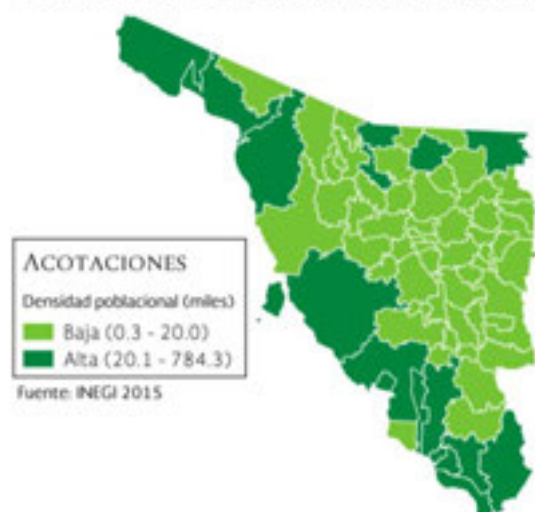 ACOTACIONES
Densidad poblacional (miles)
Baja (0.3 - 20.0)
Alta (20.1 - 784.3)
Fuente: INEGI 2015